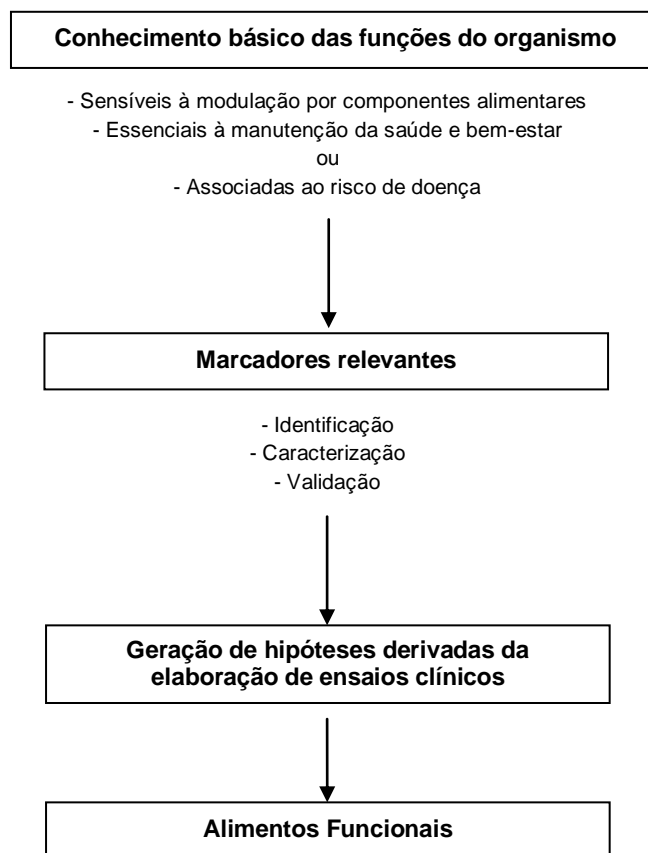 Conhecimento básico das funções do organismo
- Sensíveis à modulação por componentes alimentares
- Essenciais à manutenção da saúde e bem-estar
ou
- Associadas ao risco de doença
Marcadores relevantes
- Identificação
- Caracterização
- Validação
Geração de hipóteses derivadas da
elaboração de ensaios clínicos
Alimentos Funcionais